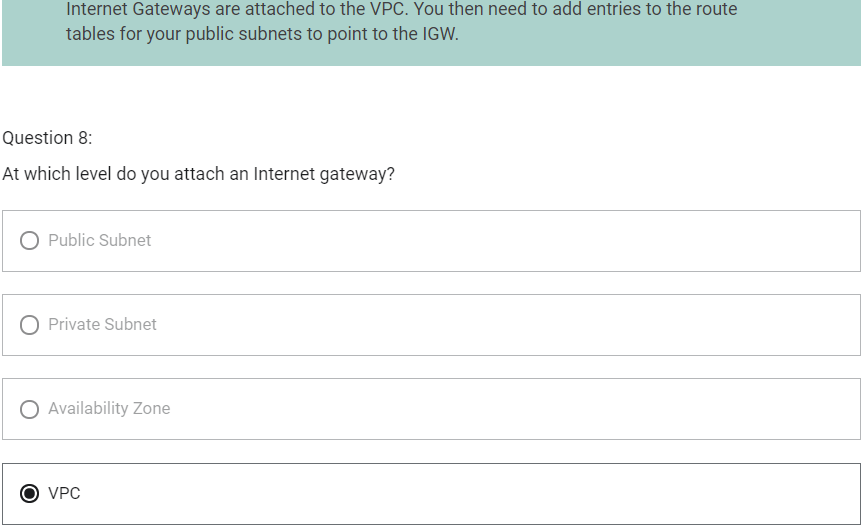 Internet Gateways are attached to the VPC. You then need to add entries to the route
tables for your public subnets to point to the IGW.
Question 8:
At which level do you attach an Internet gateway?
Public Subnet
Private Subnet
Availability Zone
VPC